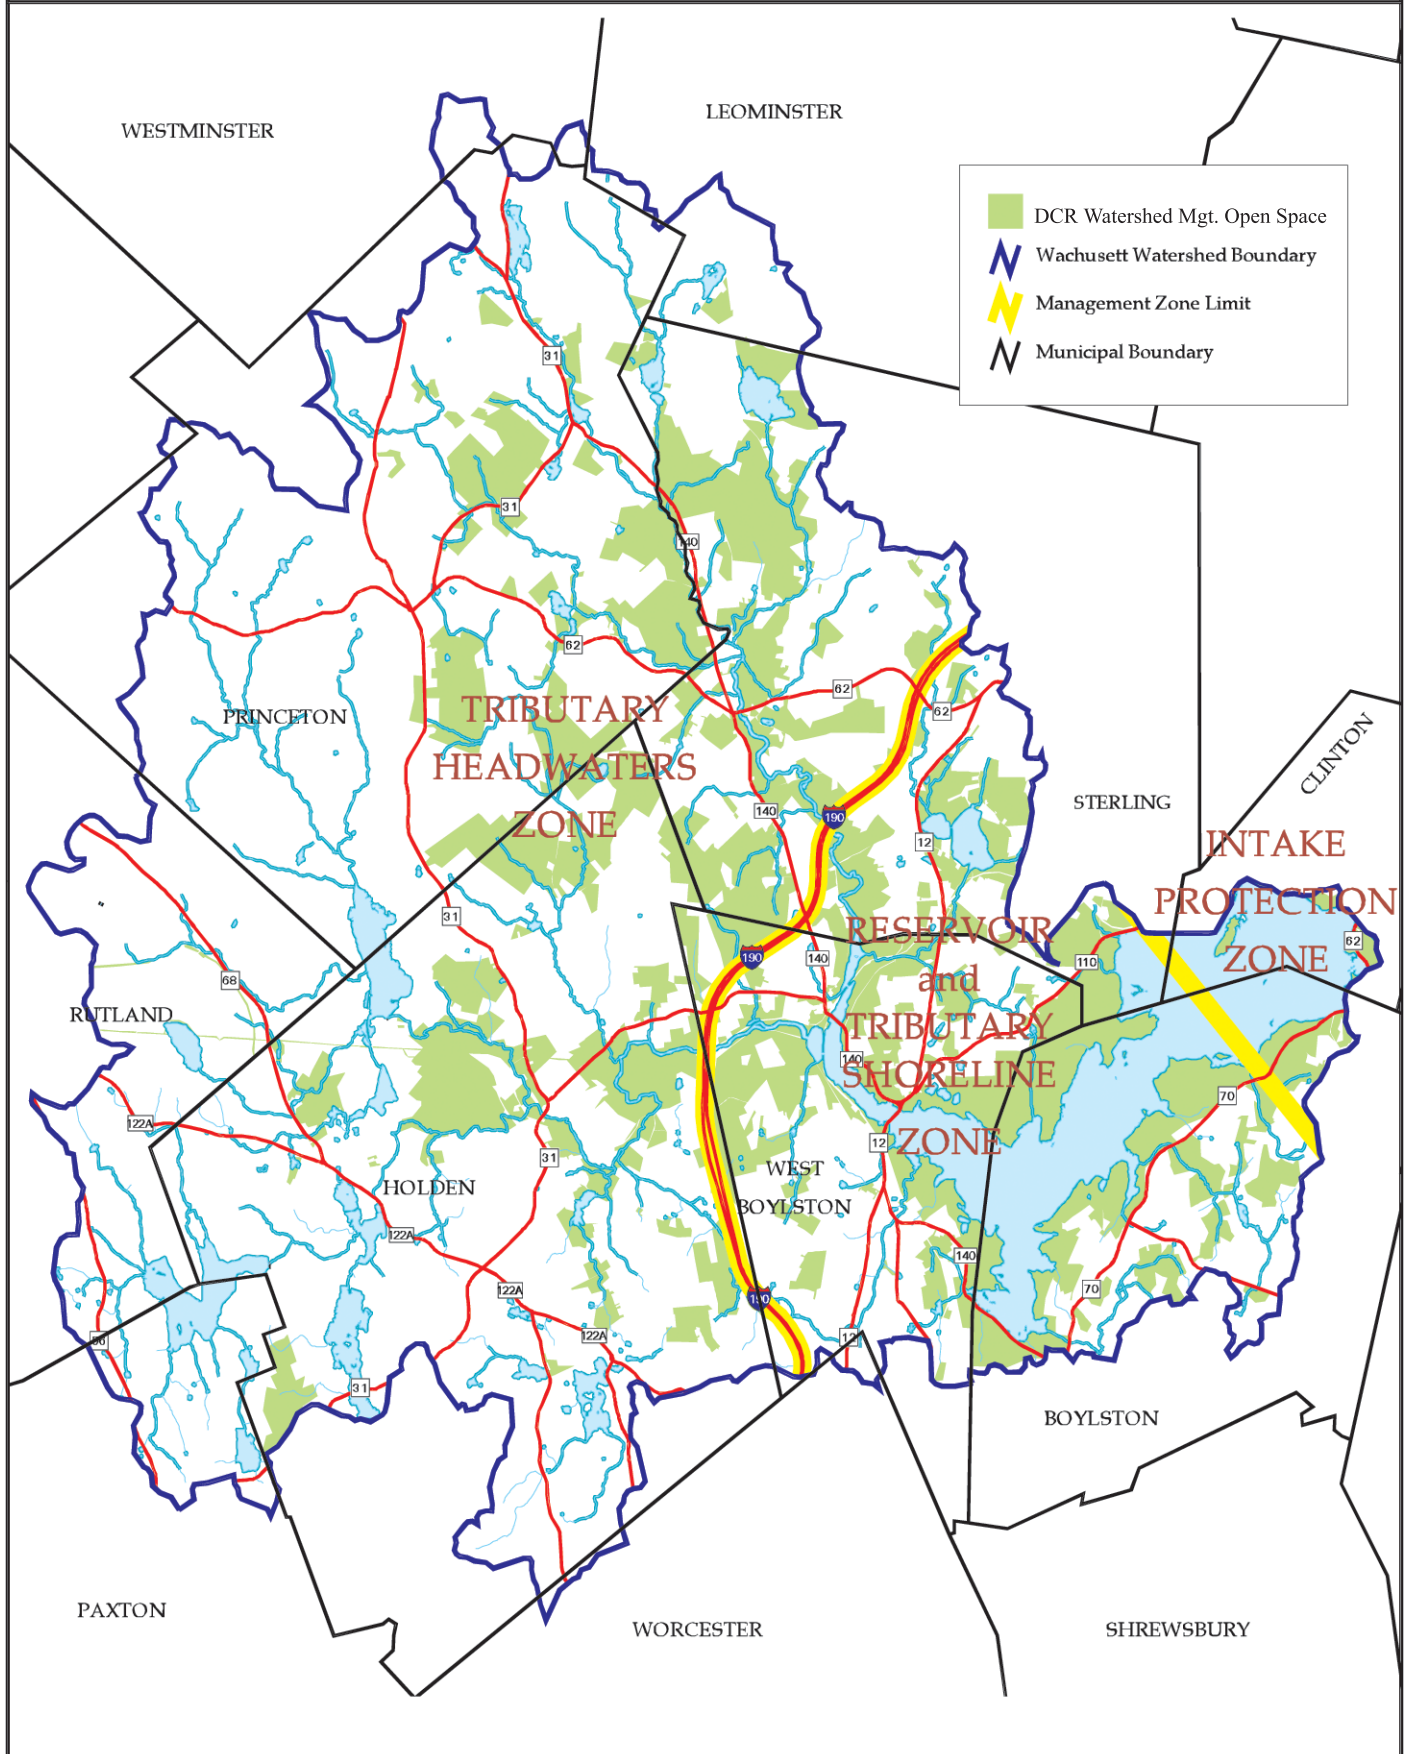 LEOMINSTER
WESTMINSTER
DCR Watershed Mgt. Open Space
Wachusett Watershed Boundary
Management Zone Limit
Municipal Boundary
31
31
140
62
62
62
TRIBUTARY
HEADWATERS
ZONE
PRINCETON
CLINTON
STERLING
140
190
12
INTAKE
PROTECTION
ZONE
62
31
RESERVOIR
and
TRIBUTARY
SHORELINE
ZONE
190
140
110
68
RUTLAND
140
70
122A
12
31
WEST
BOYLSTON
HOLDEN
122A
140
122A
70
190
122A
12
31
BOYLSTON
PAXTON
WORCESTER
SHREWSBURY